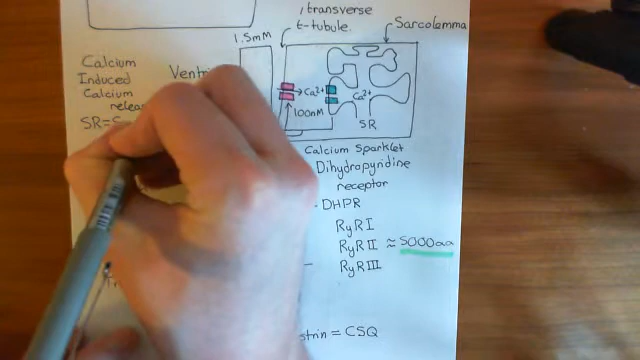 transverse
t-tubule.
Sarcolemma
1.5mM
Calcium
Induced
Calcium
Ca²⁺
Ca²⁺
100nM
SR
Calcium Sparklet
Dihydropyridine
receptor
- DHPR
RyR I
RyR II ≈ 5000aa
RyR III
= CSQ